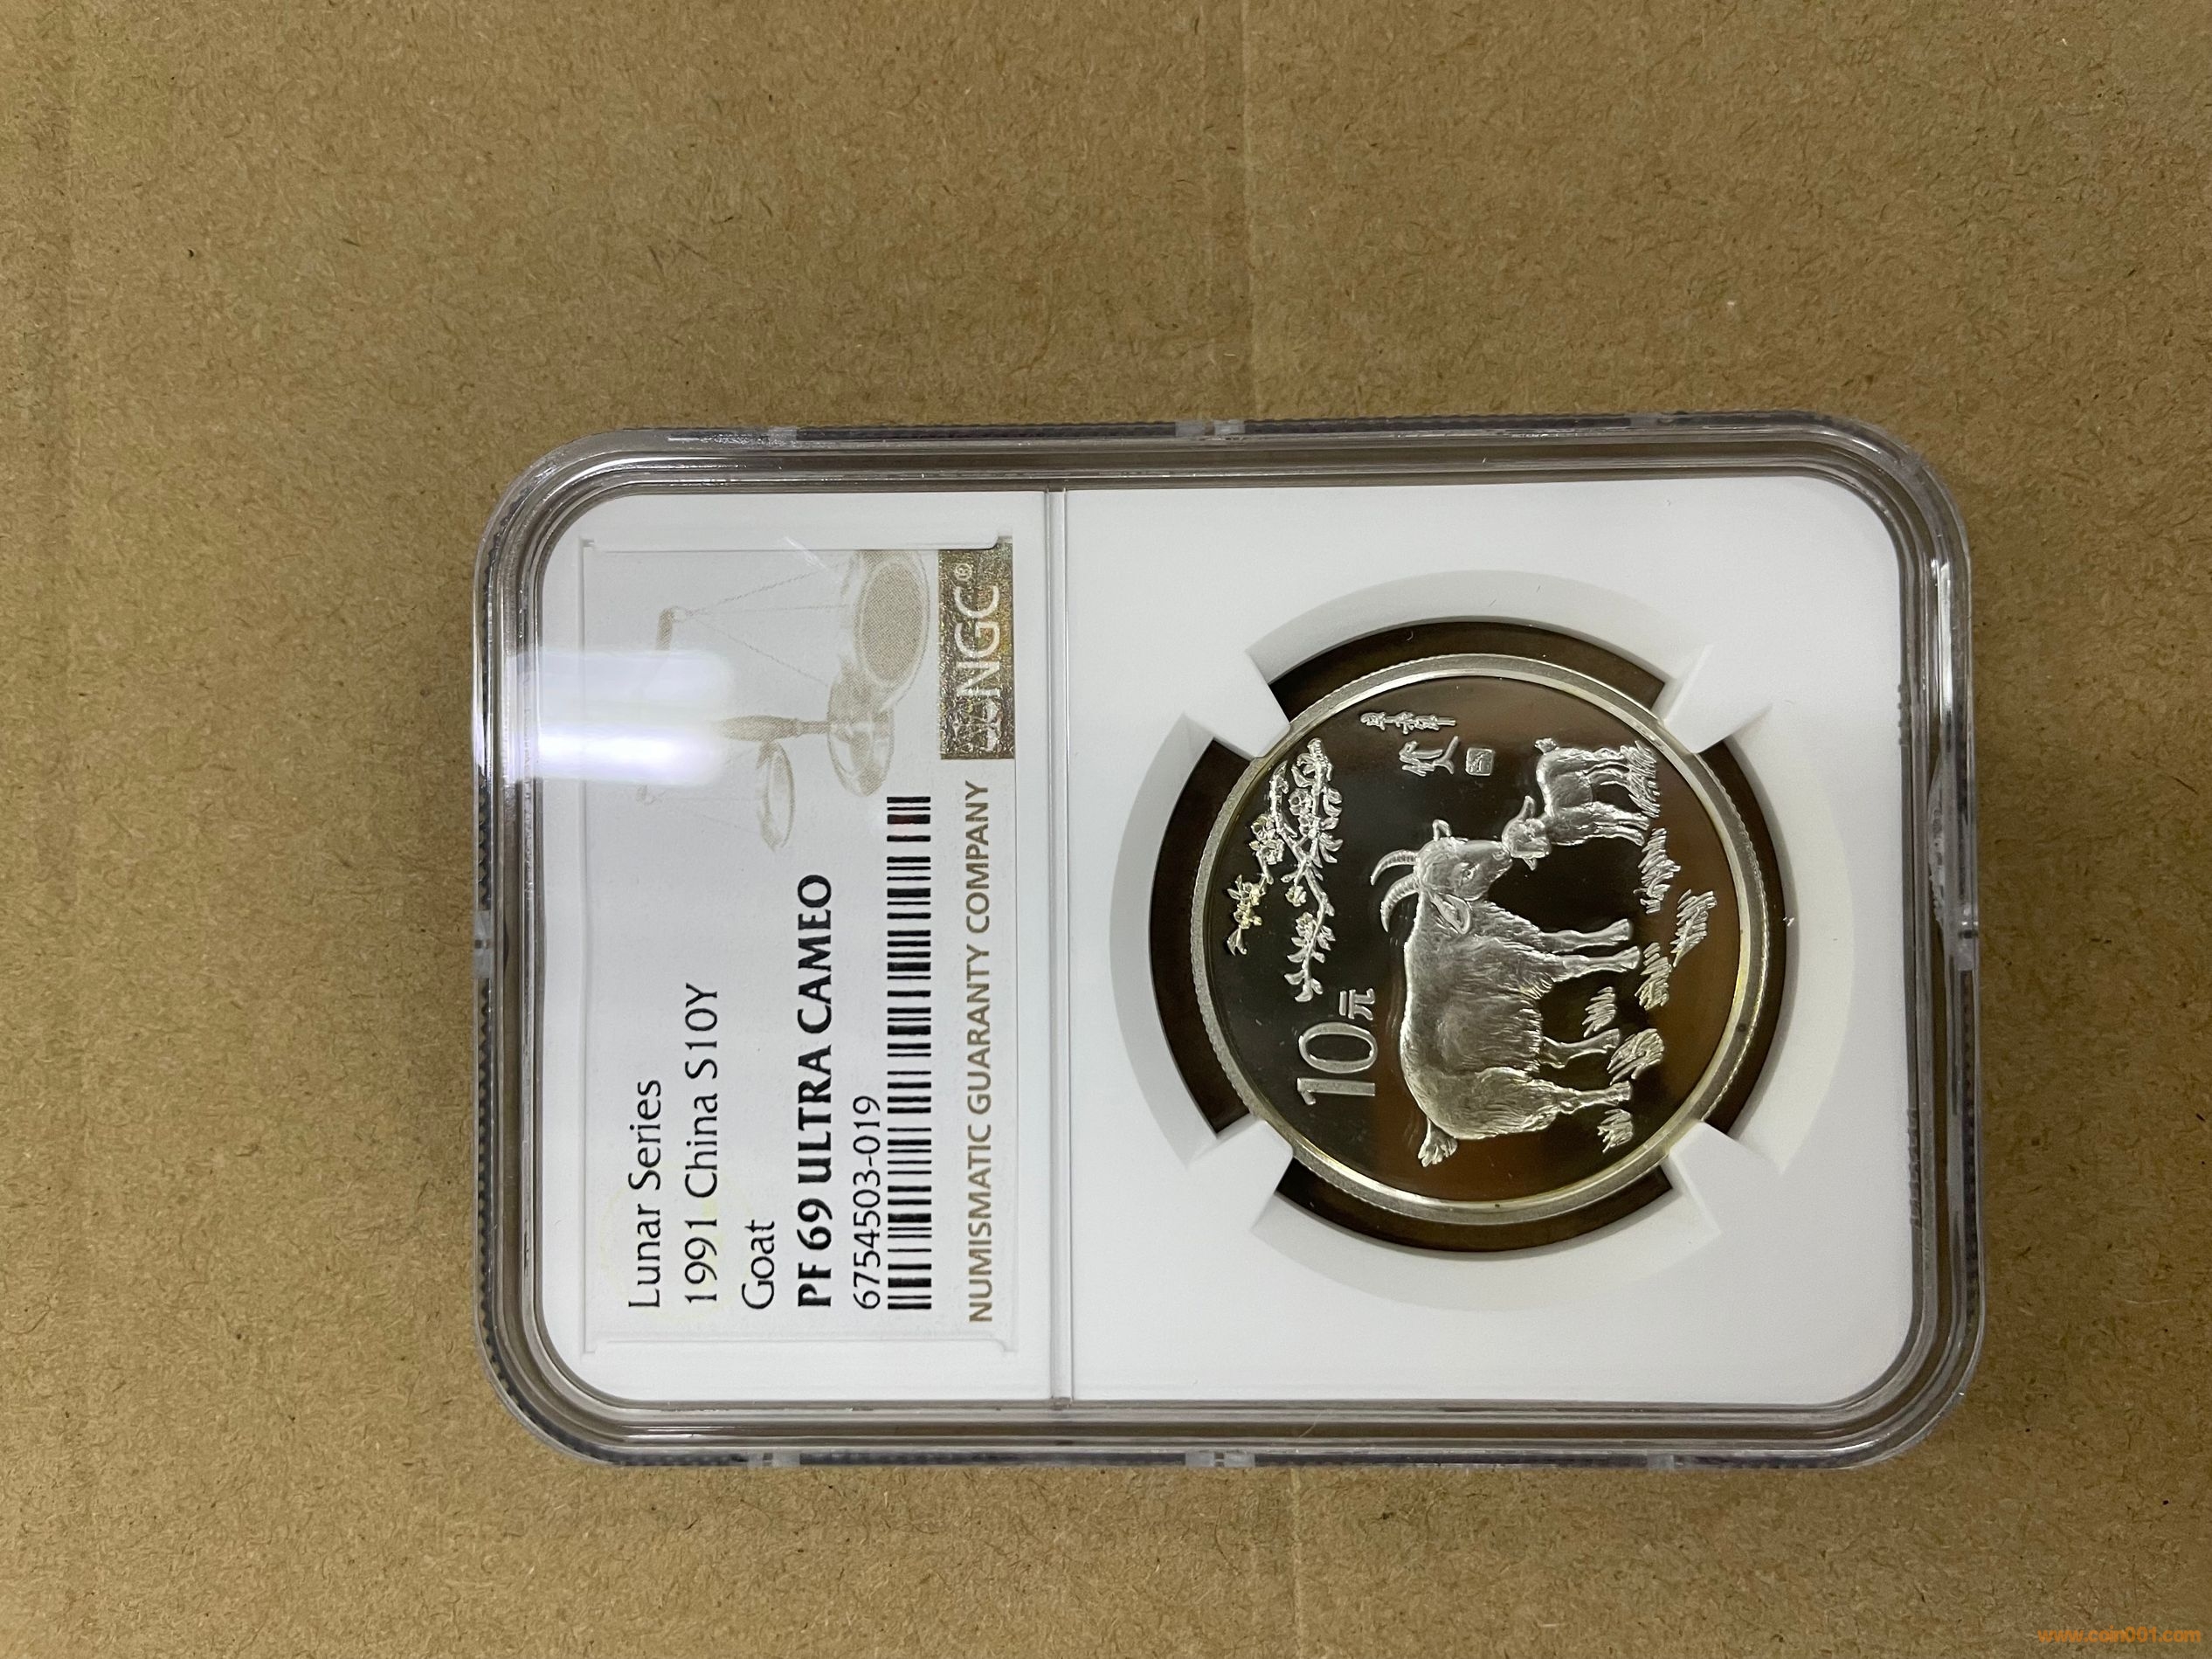 Lunar Series
1991 China S10Y
Goat
PF 69 ULTRA CAMEO
6754503-019
NGC®
NUMISMATIC GUARANTY COMPANY
10元
www.coin001.com